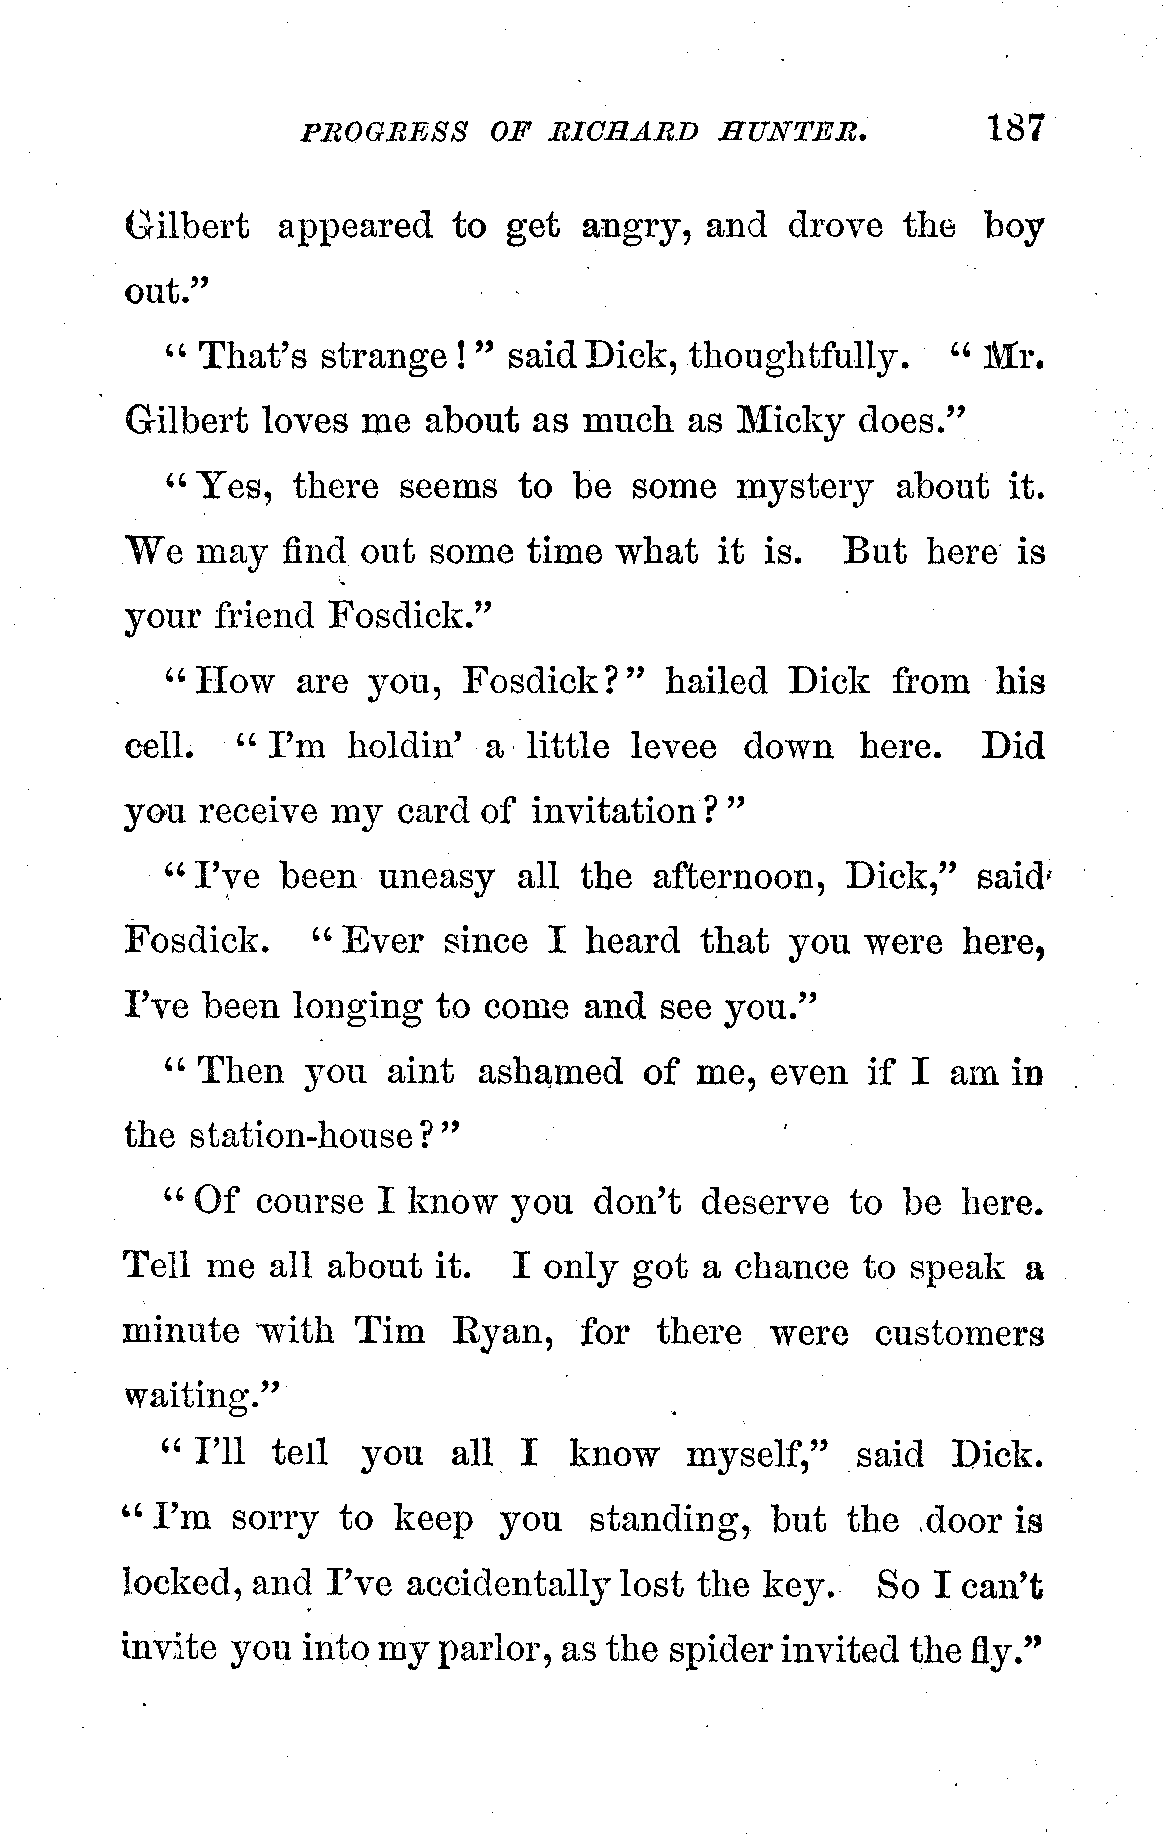 PROGRESS OF RICHARD HUNTER. 187
Gilbert appeared to get angry, and drove the boy
out.”
“ That’s strange! ” said Dick, thoughtfully. “ Mr.
Gilbert loves me about as much as Micky does.”
“ Yes, there seems to be some mystery about it.
We may find out some time what it is. But here is
your friend Fosdick.”
“ How are you, Fosdick? ” hailed Dick from his
cell. “ I’m holdin’ a little levee down here. Did
you receive my card of invitation? ”
“ I’ve been uneasy all the afternoon, Dick,” said
Fosdick. “ Ever since I heard that you were here,
I’ve been longing to come and see you.”
“ Then you aint ashamed of me, even if I am in
the station-house? ”
“ Of course I know you don’t deserve to be here.
Tell me all about it. I only got a chance to speak a
minute with Tim Ryan, for there were customers
waiting.”
“ I’ll tell you all I know myself,” said Dick.
“ I’m sorry to keep you standing, but the door is
locked, and I’ve accidentally lost the key. So I can’t
invite you into my parlor, as the spider invited the fly.”